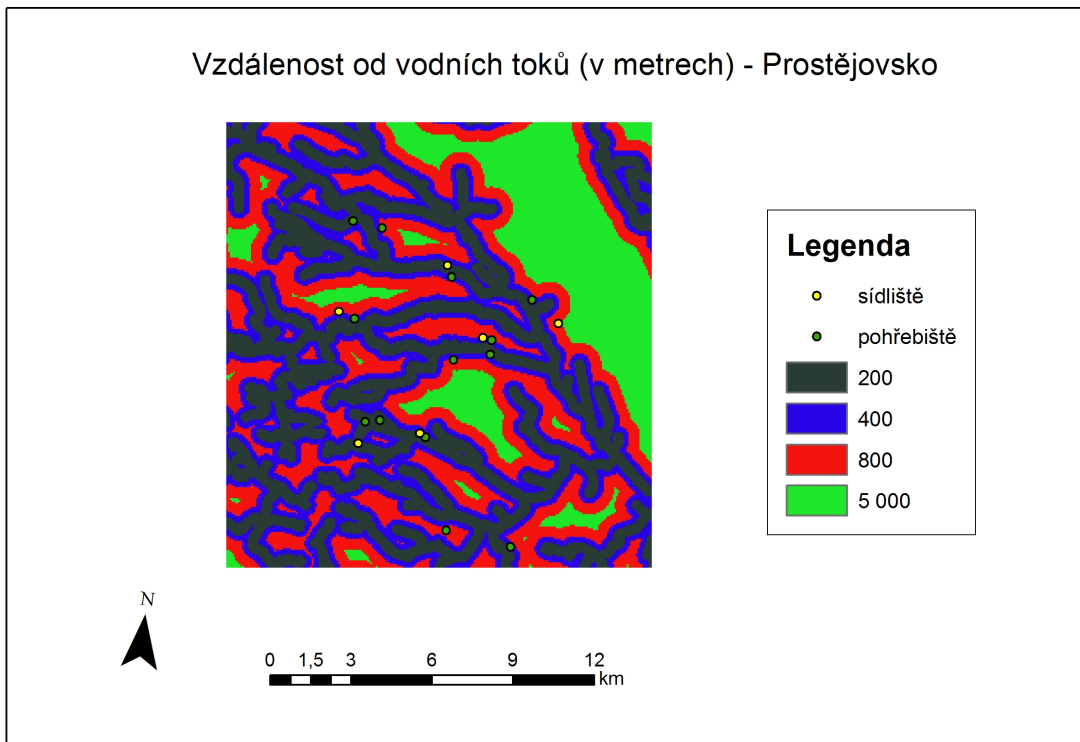 Vzdálenost od vodních toků (v metrech) - Prostějovsko
Legenda
sídliště
pohřebiště
200
400
800
5 000
N
0 1,5 3 6 9 12
km